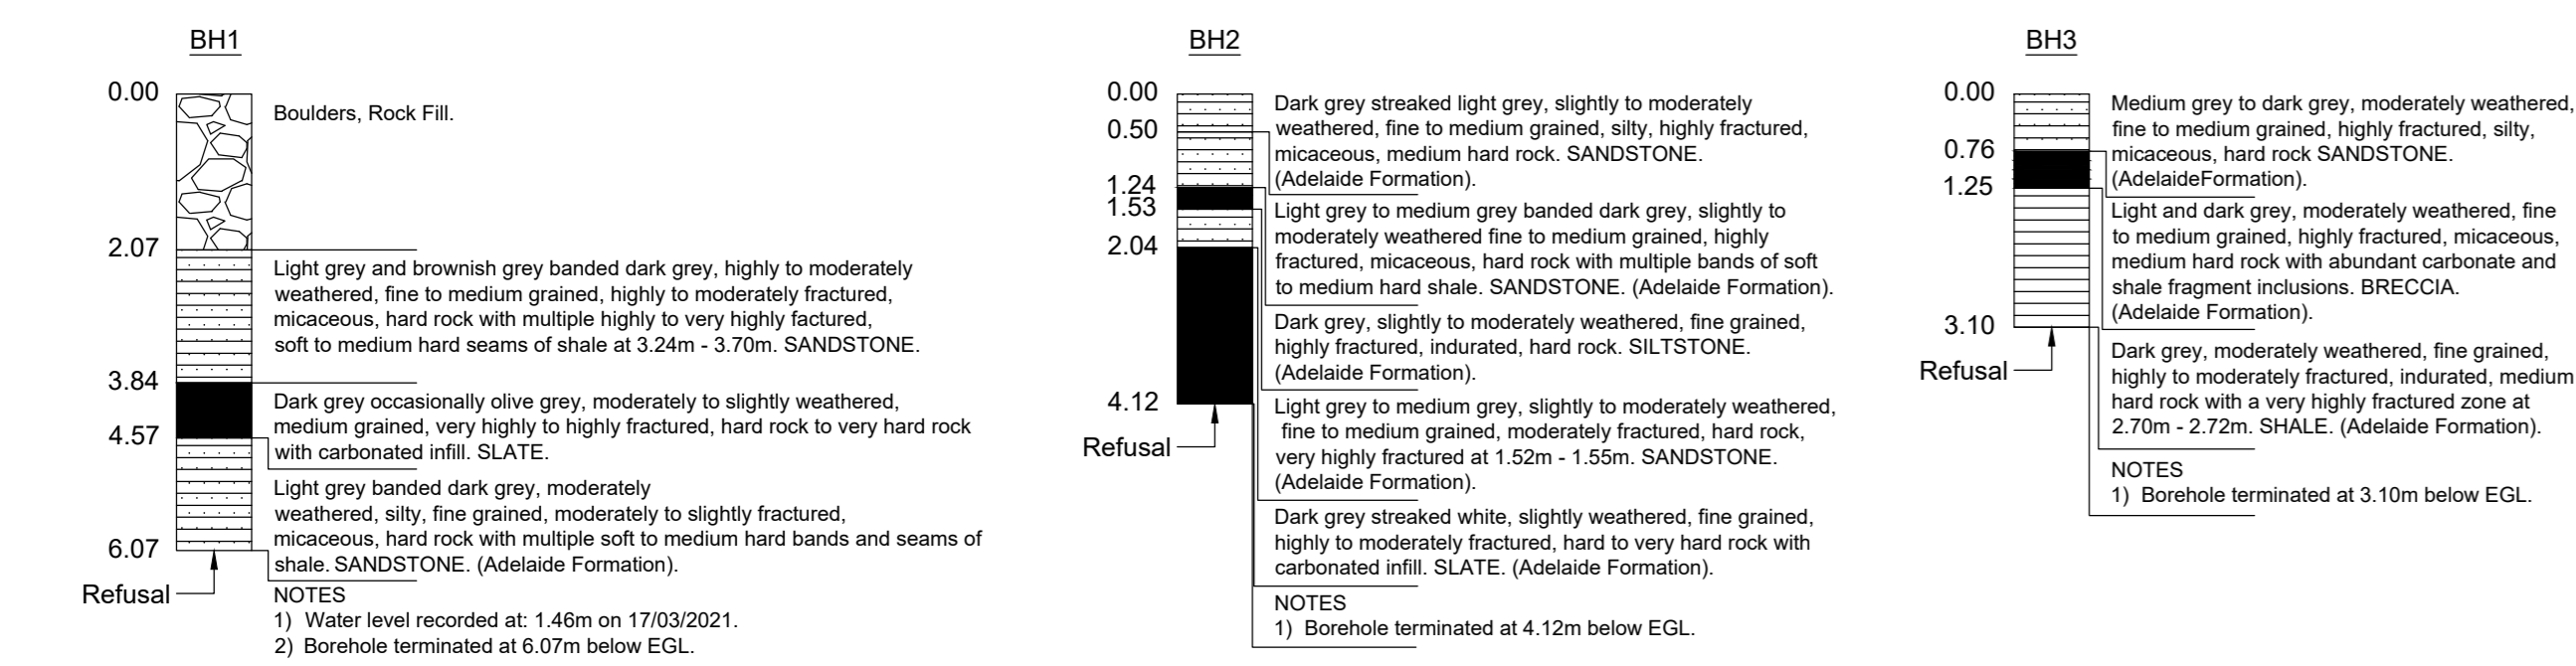 BH1
0.00
Boulders, Rock Fill.
2.07
Light grey and brownish grey banded dark grey, highly to moderately
weathered, fine to medium grained, highly to moderately fractured,
micaceous, hard rock with multiple highly to very highly factured,
soft to medium hard seams of shale at 3.24m - 3.70m. SANDSTONE.
3.84
Dark grey occasionally olive grey, moderately to slightly weathered,
medium grained, very highly to highly fractured, hard rock to very hard rock
with carbonated infill. SLATE.
4.57
Light grey banded dark grey, moderately
weathered, silty, fine grained, moderately to slightly fractured,
micaceous, hard rock with multiple soft to medium hard bands and seams of
shale. SANDSTONE. (Adelaide Formation).
6.07
Refusal
NOTES
1) Water level recorded at: 1.46m on 17/03/2021.
2) Borehole terminated at 6.07m below EGL.
BH2
0.00
Dark grey streaked light grey, slightly to moderately
weathered, fine to medium grained, silty, highly fractured,
micaceous, medium hard rock. SANDSTONE.
(Adelaide Formation).
0.50
Light grey to medium grey banded dark grey, slightly to
moderately weathered fine to medium grained, highly
fractured, micaceous, hard rock with multiple bands of soft
to medium hard shale. SANDSTONE. (Adelaide Formation).
1.24
Dark grey, slightly to moderately weathered, fine grained,
highly fractured, indurated, hard rock. SILTSTONE.
(Adelaide Formation).
1.53
Light grey to medium grey, slightly to moderately weathered,
fine to medium grained, moderately fractured, hard rock,
very highly fractured at 1.52m - 1.55m. SANDSTONE.
(Adelaide Formation).
2.04
Dark grey streaked white, slightly weathered, fine grained,
highly to moderately fractured, hard to very hard rock with
carbonated infill. SLATE. (Adelaide Formation).
4.12
Refusal
NOTES
1) Borehole terminated at 4.12m below EGL.
BH3
0.00
Medium grey to dark grey, moderately weathered,
fine to medium grained, highly fractured, silty,
micaceous, hard rock SANDSTONE.
(AdelaideFormation).
0.76
Light and dark grey, moderately weathered, fine
to medium grained, highly fractured, micaceous,
medium hard rock with abundant carbonate and
shale fragment inclusions. BRECCIA.
(Adelaide Formation).
1.25
Dark grey, moderately weathered, fine grained,
highly to moderately fractured, indurated, medium
hard rock with a very highly fractured zone at
2.70m - 2.72m. SHALE. (Adelaide Formation).
3.10
Refusal
NOTES
1) Borehole terminated at 3.10m below EGL.